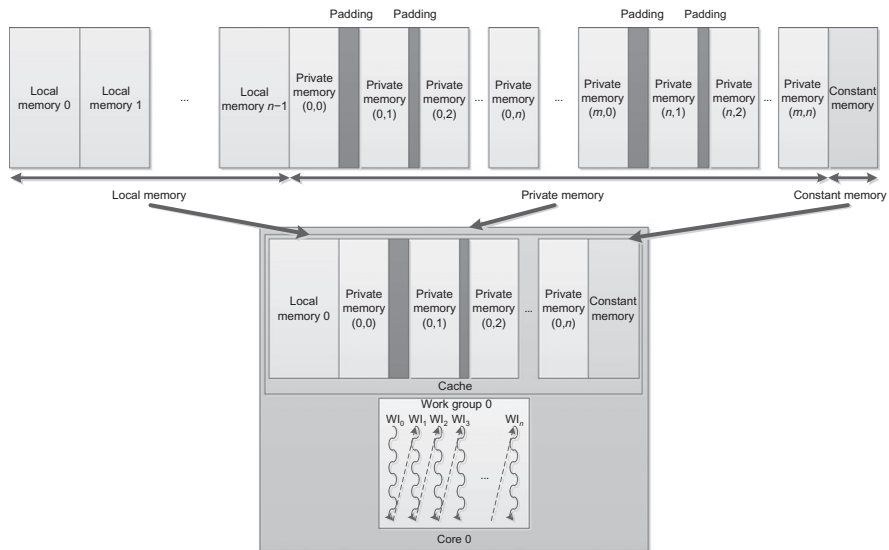 Padding Padding Padding Padding
Local
memory 0
Local
memory 1
...
Local
memory n−1
Private
memory
(0,0)
Private
memory
(0,1)
Private
memory
(0,2)
...
Private
memory
(0,n)
...
Private
memory
(m,0)
Private
memory
(n,1)
Private
memory
(n,2)
...
Private
memory
(m,n)
Constant
memory
Local memory
Private memory
Constant memory
Local
memory 0
Private
memory
(0,0)
Private
memory
(0,1)
Private
memory
(0,2)
...
Private
memory
(0,n)
Constant
memory
Cache
Work group 0
WI0 WI1 WI2 WI3 WIn
...
Core 0